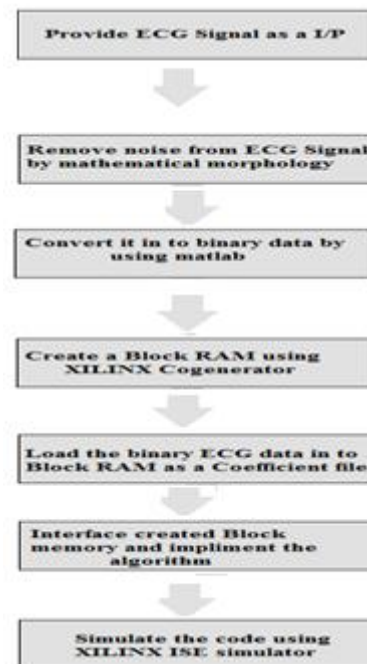 Provide ECG Signal as a I/P
Remove noise from ECG Signal
by mathematical morphology
Convert it in to binary data by
using matlab
Create a Block RAM using
XILINX Cogenerator
Load the binary ECG data in to
Block RAM as a Coefficient file
Interface created Block
memory and impliment the
algorithm
Simulate the code using
XILINX ISE simulator